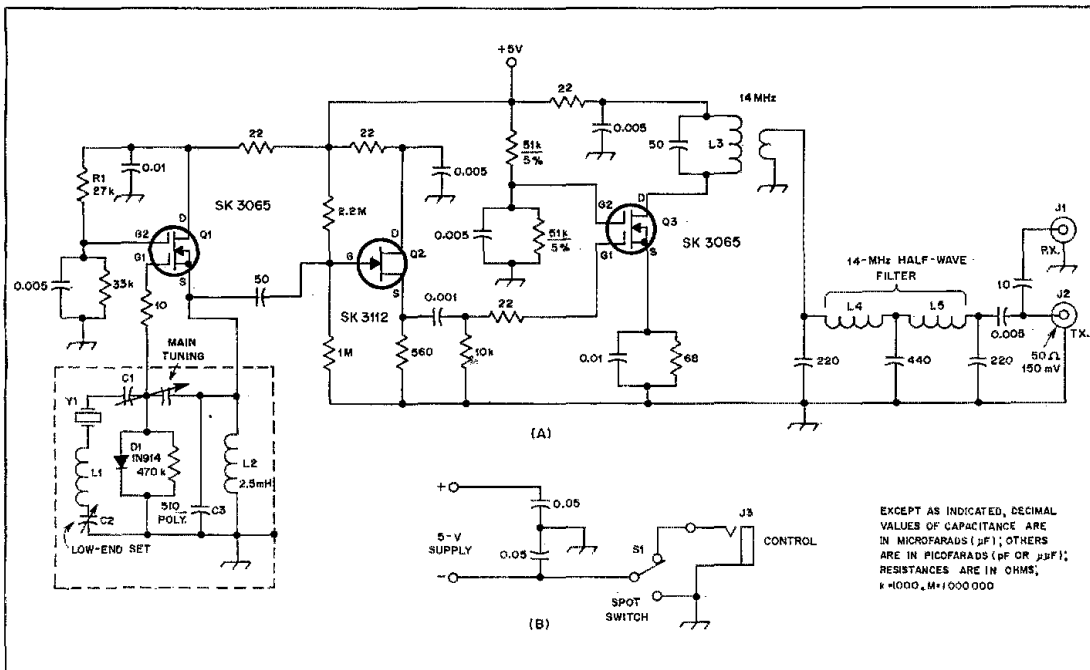 +5V
22
14 MHz
22
22
0.005
50
L3
R1
27k
0.01
51k
5%
0.005
SK 3065
D
Q1
G2
G1
S
2.2M
D
G
Q2
S
0.005
51k
5%
G2
G1
D
Q3
S
SK 3065
J1
RX.
0.005
33k
10
50
SK 3112
0.001
22
14-MHz HALF-WAVE
FILTER
L4
L5
10
J2
TX.
0.005
50Ω
150 mV
MAIN
TUNING
C1
1M
560
10k
0.01
68
220
440
220
Y1
(A)
D1
1N914
470 k
L2
2.5mH
L1
510
POLY.
C3
C2
LOW-END SET
+
0.05
5-V
SUPPLY
0.05
-
S1
J3
CONTROL
SPOT
SWITCH
(B)
EXCEPT AS INDICATED, DECIMAL
VALUES OF CAPACITANCE ARE
IN MICROFARADS (μF); OTHERS
ARE IN PICOFARADS (pF OR μμF);
RESISTANCES ARE IN OHMS;
k=1000, M=1000000